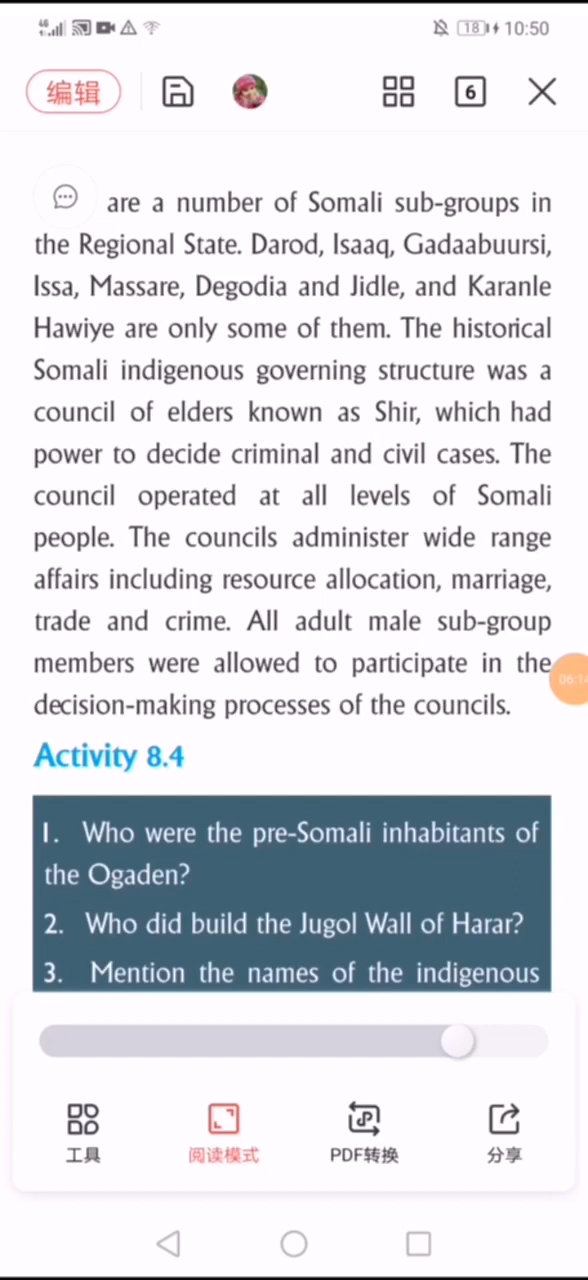 4G
18
10:50
编辑
6
are a number of Somali sub-groups in
the Regional State. Darod, Isaaq, Gadaabuursi,
Issa, Massare, Degodia and Jidle, and Karanle
Hawiye are only some of them. The historical
Somali indigenous governing structure was a
council of elders known as Shir, which had
power to decide criminal and civil cases. The
council operated at all levels of Somali
people. The councils administer wide range
affairs including resource allocation, marriage,
trade and crime. All adult male sub-group
members were allowed to participate in the
decision-making processes of the councils.
06:14
Activity 8.4
1. Who were the pre-Somali inhabitants of
the Ogaden?
2. Who did build the Jugol Wall of Harar?
3. Mention the names of the indigenous
工具
阅读模式
PDF转换
分享